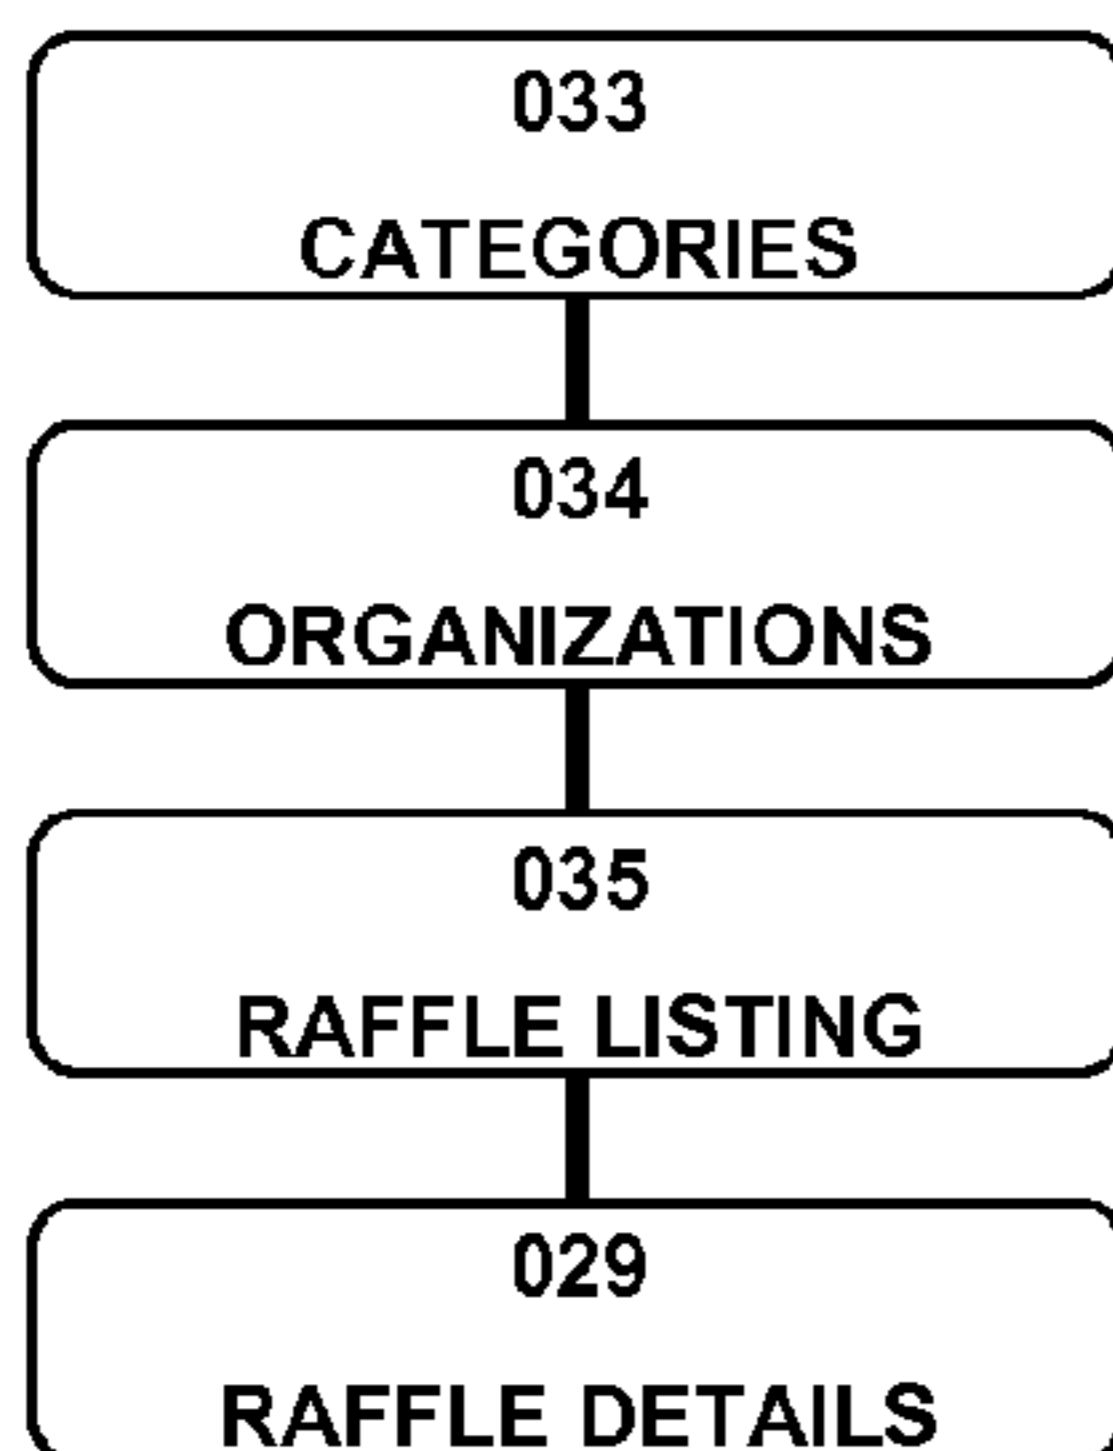 033
CATEGORIES
034
ORGANIZATIONS
035
RAFFLE LISTING
029
RAFFLE DETAILS